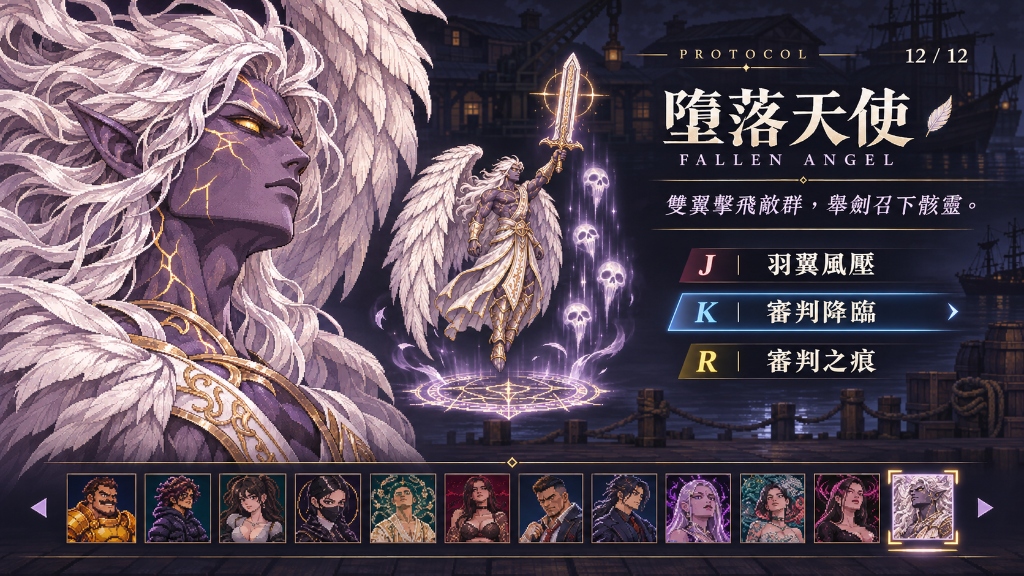 PROTOCOL
12 / 12
墮落天使
FALLEN ANGEL
雙翼擊飛敵群，舉劍召下骸靈。
J 羽翼風壓
K 審判降臨
R 審判之痕